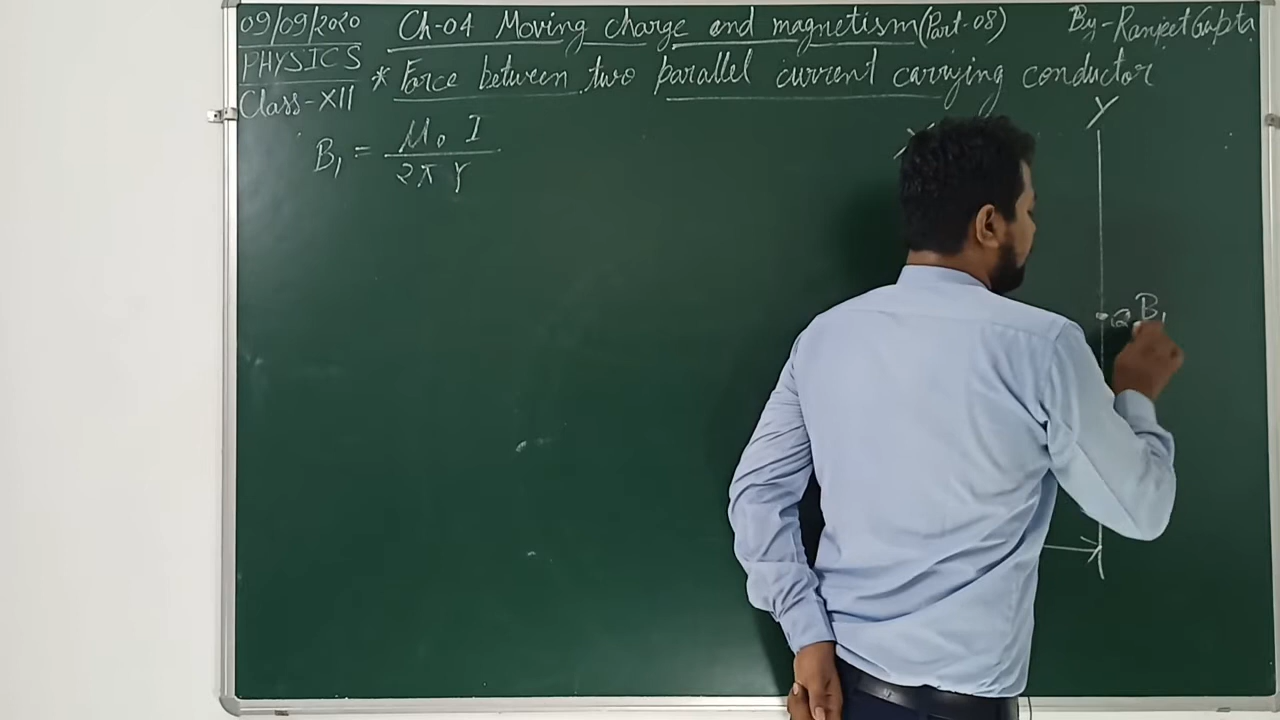 09/09/2020 Ch-04 Moving charge and magnetism (Part-08) By-Ranjeet Gupta
PHYSICS * Force between two parallel current carrying conductor
Class-XII
B₁ = μ₀ I / 2π r
X Y
Q B₁
Y